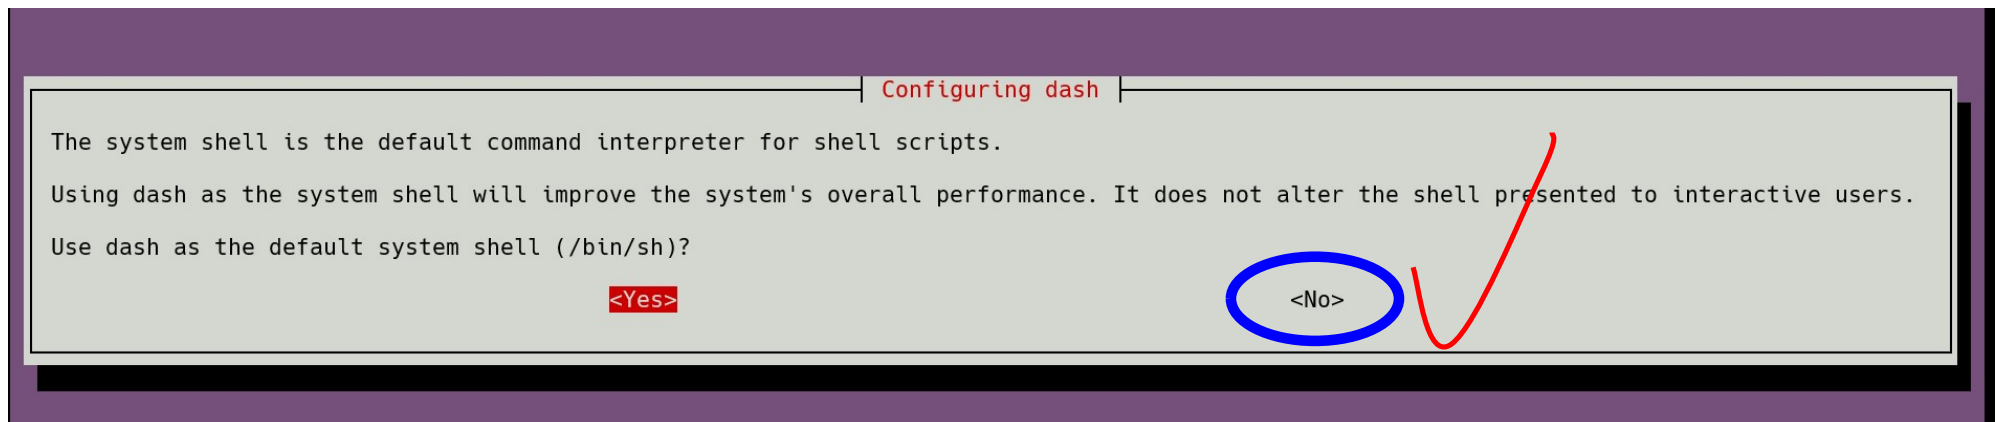 Configuring dash
The system shell is the default command interpreter for shell scripts.
Using dash as the system shell will improve the system's overall performance. It does not alter the shell presented to interactive users.
Use dash as the default system shell (/bin/sh)?
<Yes> <No>